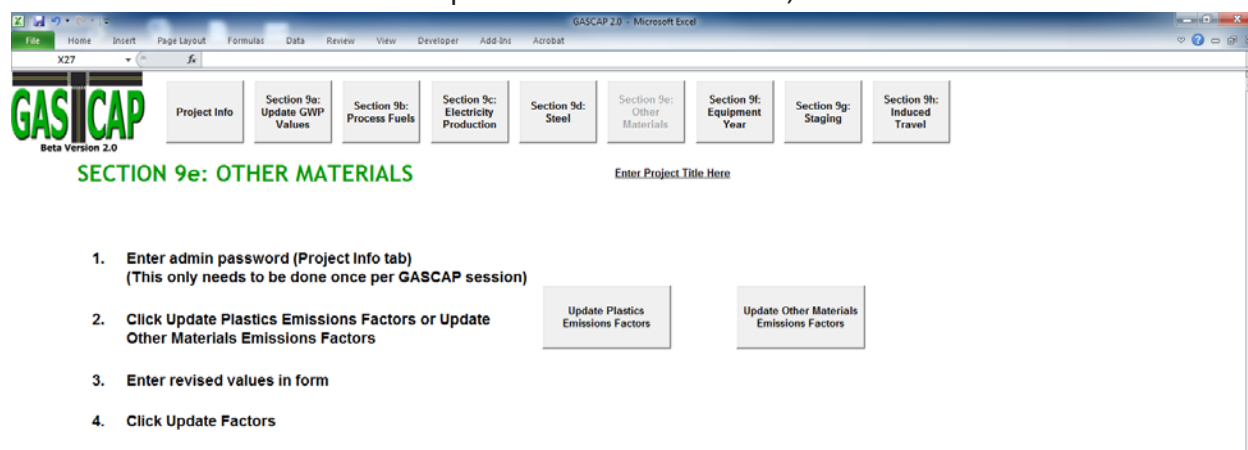 GASCAP 2.0 - Microsoft Excel
File Home Insert Page Layout Formulas Data Review View Developer Add-Ins Acrobat
X27 fx
GASCAP
Beta Version 2.0
Project Info
Section 9a:
Update GWP
Values
Section 9b:
Process Fuels
Section 9c:
Electricity
Production
Section 9d:
Steel
Section 9e:
Other
Materials
Section 9f:
Equipment
Year
Section 9g:
Staging
Section 9h:
Induced
Travel
SECTION 9e: OTHER MATERIALS
Enter Project Title Here
1. Enter admin password (Project Info tab)
(This only needs to be done once per GASCAP session)
2. Click Update Plastics Emissions Factors or Update
Other Materials Emissions Factors
Update Plastics
Emissions Factors
Update Other Materials
Emissions Factors
3. Enter revised values in form
4. Click Update Factors